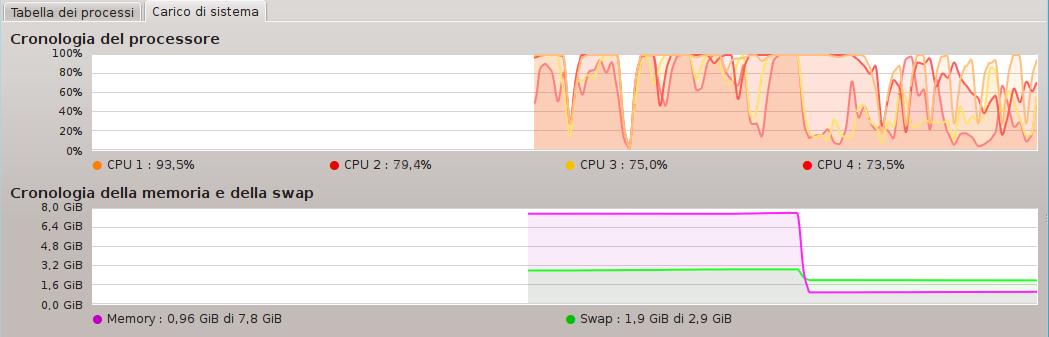 Tabella dei processi Carico di sistema
Cronologia del processore
100%
80%
60%
40%
20%
0%
CPU 1 : 93,5% CPU 2 : 79,4% CPU 3 : 75,0% CPU 4 : 73,5%
Cronologia della memoria e della swap
8,0 GiB
6,4 GiB
4,8 GiB
3,2 GiB
1,6 GiB
0,0 GiB
Memory : 0,96 GiB di 7,8 GiB Swap : 1,9 GiB di 2,9 GiB